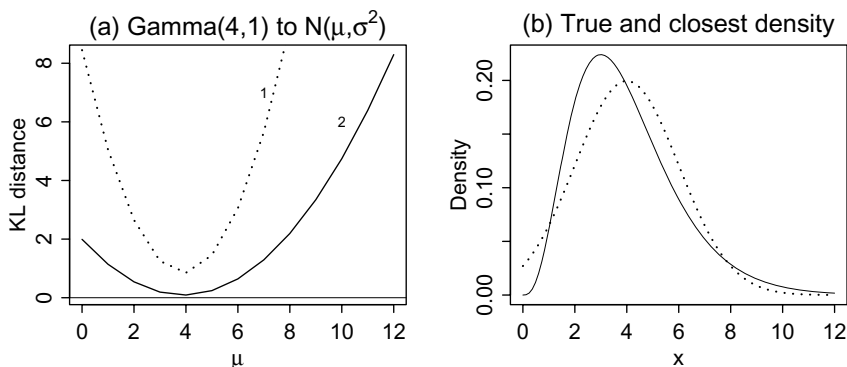 (a) Gamma(4,1) to N(μ,σ²)
KL distance
8
6
4
2
0
1
2
0 2 4 6 8 10 12
μ
(b) True and closest density
Density
0.20
0.10
0.00
0 2 4 6 8 10 12
x